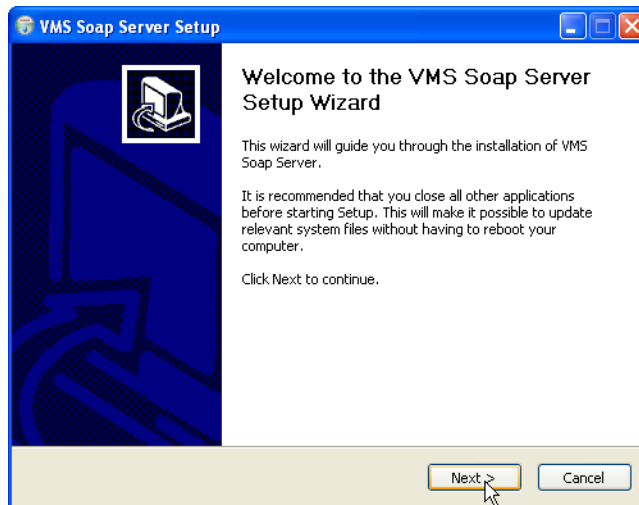 VMS Soap Server Setup
Welcome to the VMS Soap Server
Setup Wizard
This wizard will guide you through the installation of VMS
Soap Server.
It is recommended that you close all other applications
before starting Setup. This will make it possible to update
relevant system files without having to reboot your
computer.
Click Next to continue.
Next >
Cancel